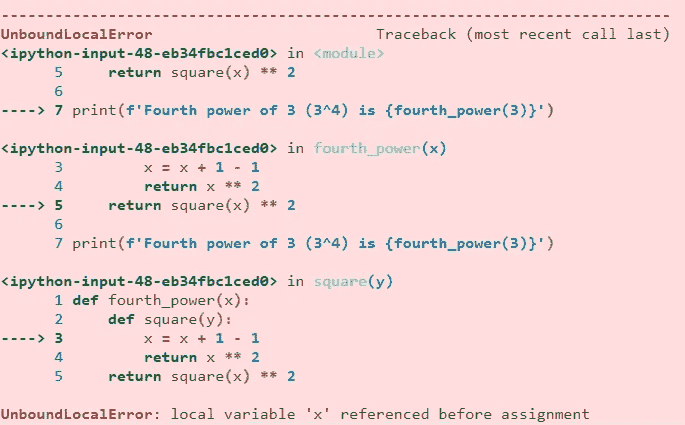 ---------------------------------------------------------------------------
UnboundLocalError                         Traceback (most recent call last)
<ipython-input-48-eb34fbc1ced0> in <module>
      5     return square(x) ** 2
      6
----> 7 print(f'Fourth power of 3 (3^4) is {fourth_power(3)}')
<ipython-input-48-eb34fbc1ced0> in fourth_power(x)
      3         x = x + 1 - 1
      4         return x ** 2
----> 5     return square(x) ** 2
      6
      7 print(f'Fourth power of 3 (3^4) is {fourth_power(3)}')
<ipython-input-48-eb34fbc1ced0> in square(y)
      1 def fourth_power(x):
      2     def square(y):
----> 3         x = x + 1 - 1
      4         return x ** 2
      5     return square(x) ** 2
UnboundLocalError: local variable 'x' referenced before assignment